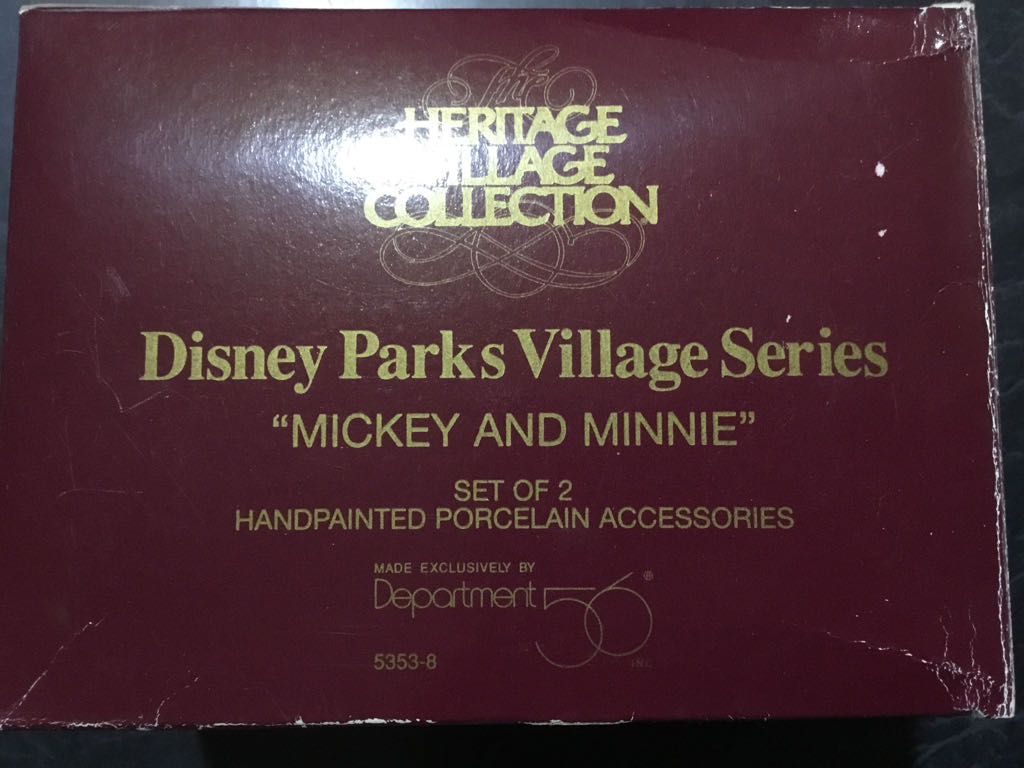 The
HERITAGE
VILLAGE
COLLECTION
Disney Parks Village Series
“MICKEY AND MINNIE”
SET OF 2
HANDPAINTED PORCELAIN ACCESSORIES
MADE EXCLUSIVELY BY
Department 56®
INC
5353-8